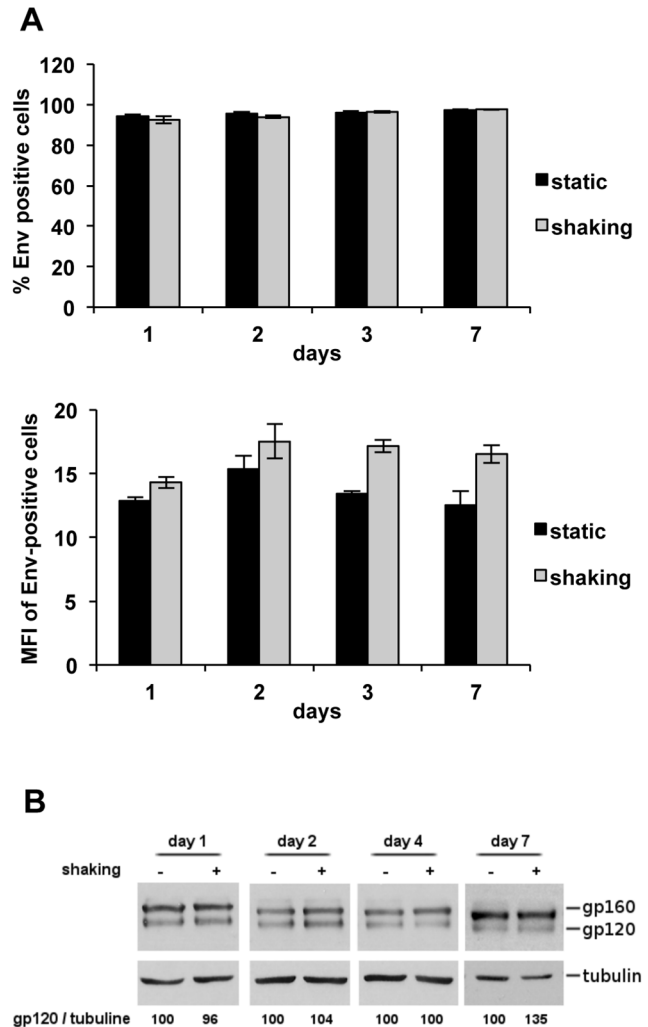 A
% Env positive cells
120
100
80
60
40
20
0
1 2 3 7
days
static
shaking
MFI of Env-positive cells
20
15
10
5
0
1 2 3 7
days
static
shaking
B
day 1 day 2 day 4 day 7
shaking - + - + - + - +
gp160
gp120
tubulin
gp120 / tubuline 100 96 100 104 100 100 100 135